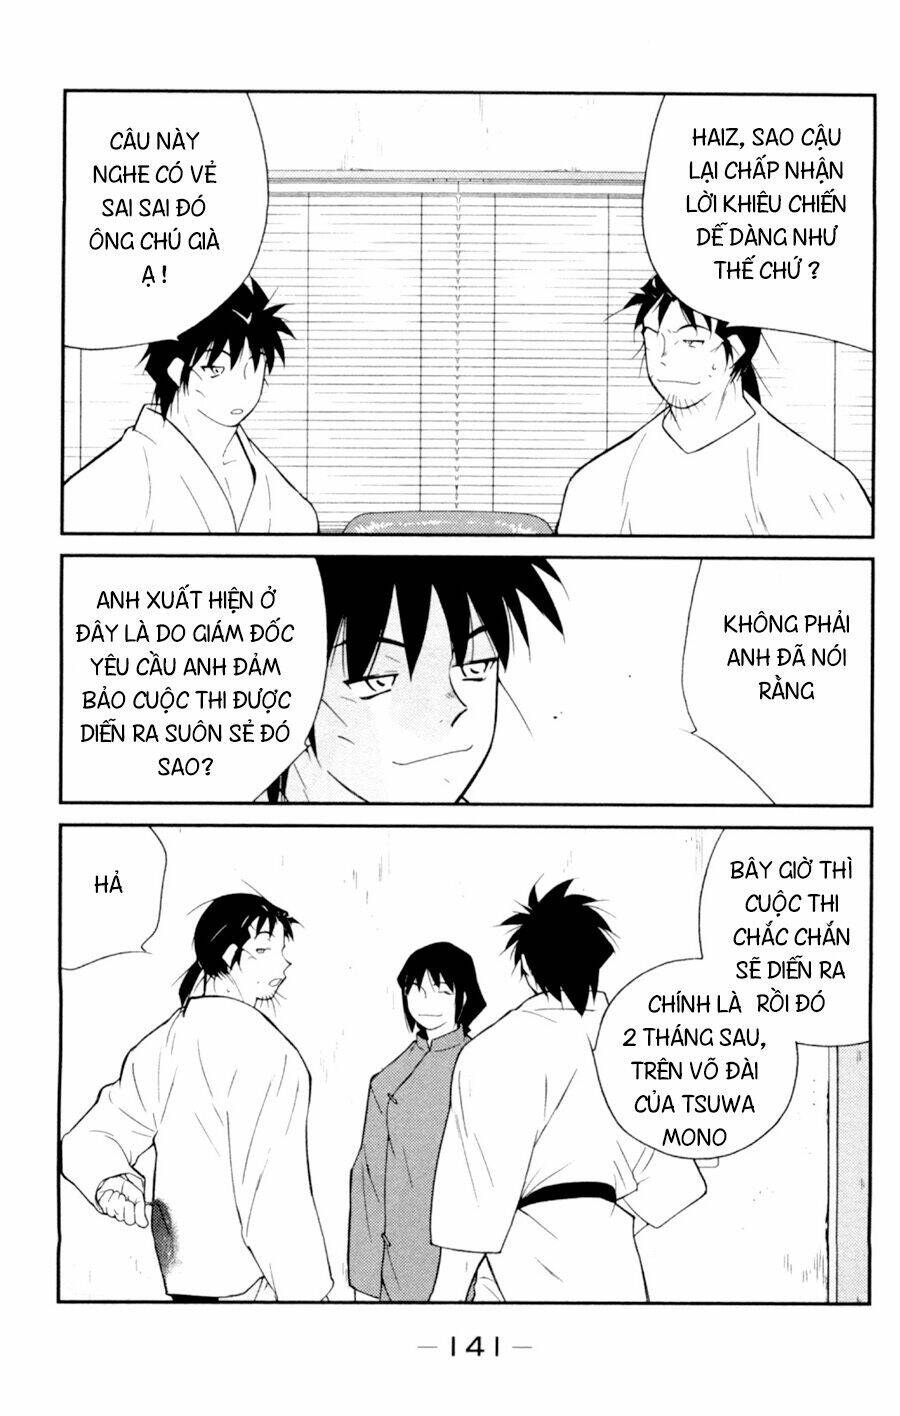 HAIZ, SAO CẬU
LẠI CHẤP NHẬN
LỜI KHIÊU CHIẾN
DỄ DÀNG NHƯ
THẾ CHỨ ?
CÂU NÀY
NGHE CÓ VẺ
SAI SAI ĐÓ
ÔNG CHÚ GIÀ
Ạ !
KHÔNG PHẢI
ANH ĐÃ NÓI
RẰNG
ANH XUẤT HIỆN Ở
ĐÂY LÀ DO GIÁM ĐỐC
YÊU CẦU ANH ĐẢM
BẢO CUỘC THI ĐƯỢC
DIỄN RA SUÔN SẺ ĐÓ
SAO?
BÂY GIỜ THÌ
CUỘC THI
CHẮC CHẮN
SẼ DIỄN RA
RỒI ĐÓ
CHÍNH LÀ
2 THÁNG SAU,
TRÊN VÕ ĐÀI
CỦA TSUWA
MONO
HẢ
— 141 —